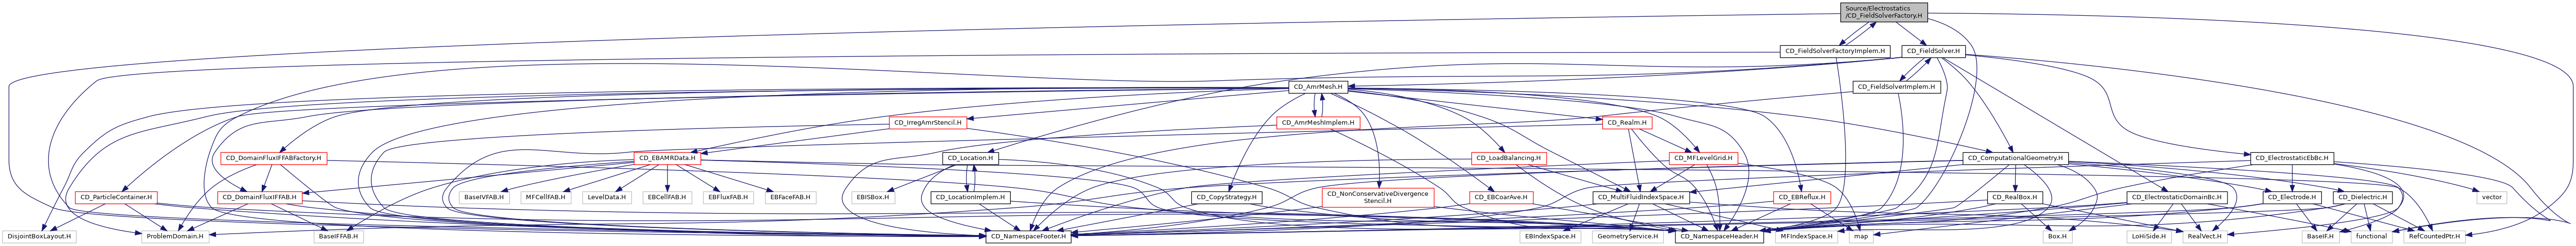 Source/Electrostatics
/CD_FieldSolverFactory.H
CD_FieldSolverFactoryImplem.H
CD_FieldSolver.H
CD_AmrMesh.H
CD_FieldSolverImplem.H
CD_IrregAmrStencil.H
CD_AmrMeshImplem.H
CD_Realm.H
CD_DomainFluxIFFABFactory.H
CD_EBAMRData.H
CD_Location.H
CD_LoadBalancing.H
CD_MFLevelGrid.H
CD_ComputationalGeometry.H
CD_ElectrostaticEbBc.H
CD_ParticleContainer.H
CD_DomainFluxIFFAB.H
BaseIVFAB.H
MFCellFAB.H
LevelData.H
EBCellFAB.H
EBFluxFAB.H
EBFaceFAB.H
EBISBox.H
CD_LocationImplem.H
CD_CopyStrategy.H
CD_NonConservativeDivergence
Stencil.H
CD_EBCoarAve.H
CD_MultiFluidIndexSpace.H
CD_EBReflux.H
CD_RealBox.H
CD_ElectrostaticDomainBc.H
CD_Electrode.H
CD_Dielectric.H
vector
DisjointBoxLayout.H
ProblemDomain.H
BaseIFFAB.H
CD_NamespaceFooter.H
EBIndexSpace.H
GeometryService.H
CD_NamespaceHeader.H
MFIndexSpace.H
map
Box.H
LoHiSide.H
RealVect.H
BaseIF.H
functional
RefCountedPtr.H